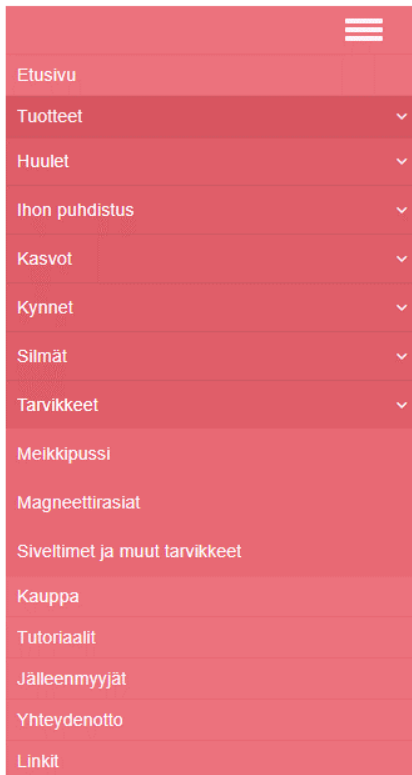 Etusivu
Tuotteet
Huulet
Ihon puhdistus
Kasvot
Kynnet
Silmät
Tarvikkeet
Meikkipussi
Magneettirasiat
Siveltimet ja muut tarvikkeet
Kauppa
Tutoriaalit
Jälleenmyyjät
Yhteydenotto
Linkit